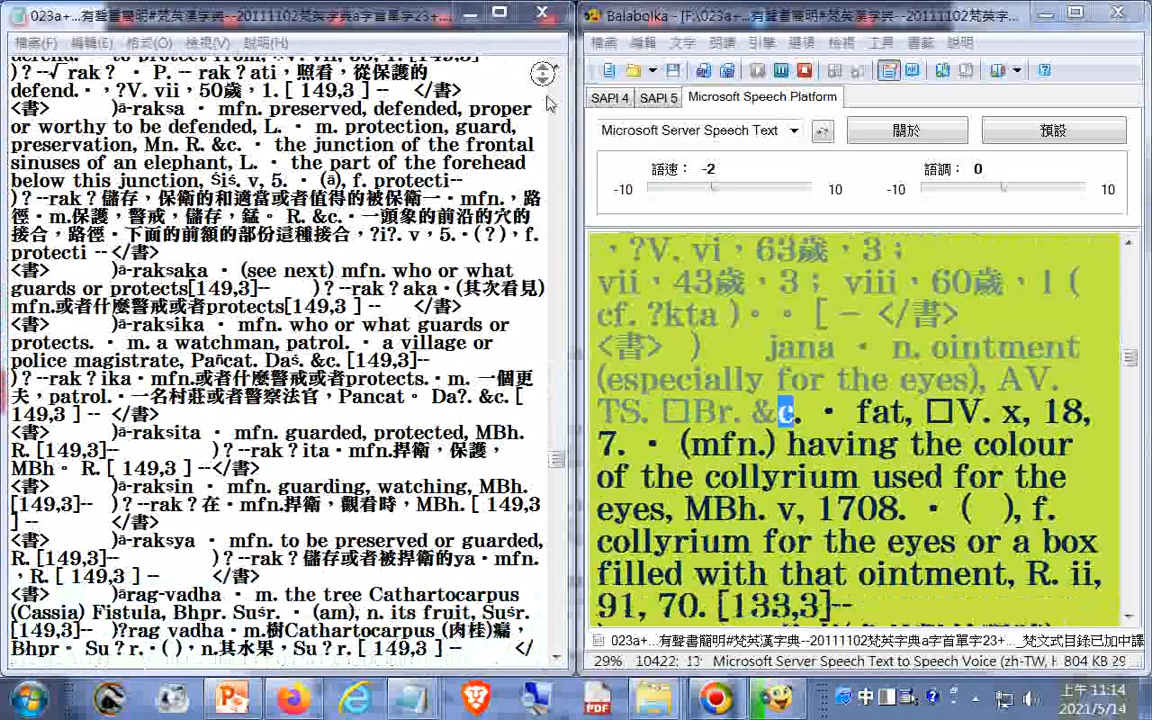 023a+...有聲書簡明#梵英漢字典--20111102梵英字典a字首單字23+...
檔案(F) 編輯(E) 格式(O) 檢視(V) 說明(H)
defend. to protect from, V. vii, 50, 1. [149,3]
)? --√ rak ? · P. -- rak ? ati，照看，從保護的
defend.·，?V. vii，50歲，1. [ 149,3 ] -- </書>
<書> )ā-raksa · mfn. preserved, defended, proper
or worthy to be defended, L. · m. protection, guard,
preservation, Mn. R. &c. · the junction of the frontal
sinuses of an elephant, L. · the part of the forehead
below this junction, Śiś. v, 5. · (ā), f. protecti--
)? --rak ? 儲存，保衛的和適當或者值得的被保衛一·mfn.，路
徑·m.保護，警戒，儲存，錳。 R. &c.·一頭象的前沿的穴的
接合，路徑·下面的前額的部份這種接合，?i?. v，5.·( ? ), f.
protecti -- </書>
<書> )ā-raksaka · (see next) mfn. who or what
guards or protects[149,3]-- )? --rak ? aka·(其次看見)
mfn.或者什麼警戒或者protects[149,3 ] -- </書>
<書> )ā-raksika · mfn. who or what guards or
protects. · m. a watchman, patrol. · a village or
police magistrate, Pañcat. Daś. &c. [149,3]--
)? --rak ? ika·mfn.或者什麼警戒或者protects.·m. 一個更
夫，patrol.·一名村莊或者警察法官，Pancat。 Da?. &c. [
149,3 ] -- </書>
<書> )ā-raksita · mfn. guarded, protected, MBh.
R. [149,3]-- )? --rak ? ita·mfn.捍衛，保護，
MBh。 R. [ 149,3 ] -- </書>
<書> )ā-raksin · mfn. guarding, watching, MBh.
[149,3]-- )? --rak ? 在·mfn.捍衛，觀看時，MBh. [ 149,3
] -- </書>
<書> )ā-raksya · mfn. to be preserved or guarded,
R. [149,3]-- )? --rak ? 儲存或者被捍衛的ya·mfn.
，R. [ 149,3 ] -- </書>
<書> )ārag-vadha · m. the tree Cathartocarpus
(Cassia) Fistula, Bhpr. Suśr. · (am), n. its fruit, Suśr.
[149,3]-- )?rag vadha·m.樹Cathartocarpus (肉桂)瘺，
Bhpr。 Su ? r.·( )，n.其水果，Su ? r. [ 149,3 ] -- </
Balabolka - [F:\023a+...有聲書簡明#梵英漢字典--20111102梵英字...
檔案 編輯 文字 朗讀 引擎 選項 檢視 工具 書籤 說明
SAPI 4 SAPI 5 Microsoft Speech Platform
Microsoft Server Speech Text 關於 預設
語速： -2 語調： 0
-10 10 -10 10
，?V. vi，63歲，3；
vii，43歲，3； viii，60歲，1 (
cf. ?kta )·。 [ -- </書>
<書> ) jana · n. ointment
(especially for the eyes), AV.
TS. □Br. &c. · fat, □V. x, 18,
7. · (mfn.) having the colour
of the collyrium used for the
eyes, MBh. v, 1708. · ( ), f.
collyrium for the eyes or a box
filled with that ointment, R. ii,
91, 70. [133,3]--
023a+...有聲書簡明#梵英漢字典--20111102梵英字典a字首單字23+..._梵文式目錄已加中譯
29% 10422: 13 Microsoft Server Speech Text to Speech Voice (zh-TW, H 804 KB 29
中
上午 11:14
2021/5/14